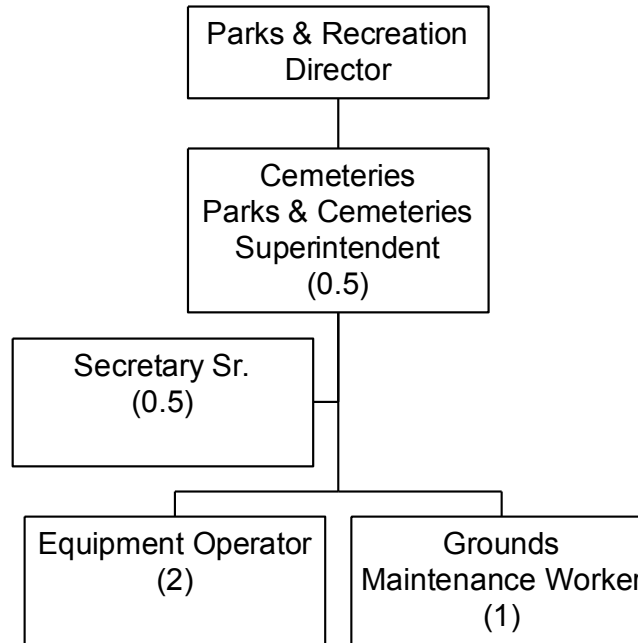 Parks & Recreation
Director
Cemeteries
Parks & Cemeteries
Superintendent
(0.5)
Secretary Sr.
(0.5)
Equipment Operator
(2)
Grounds
Maintenance Worker
(1)